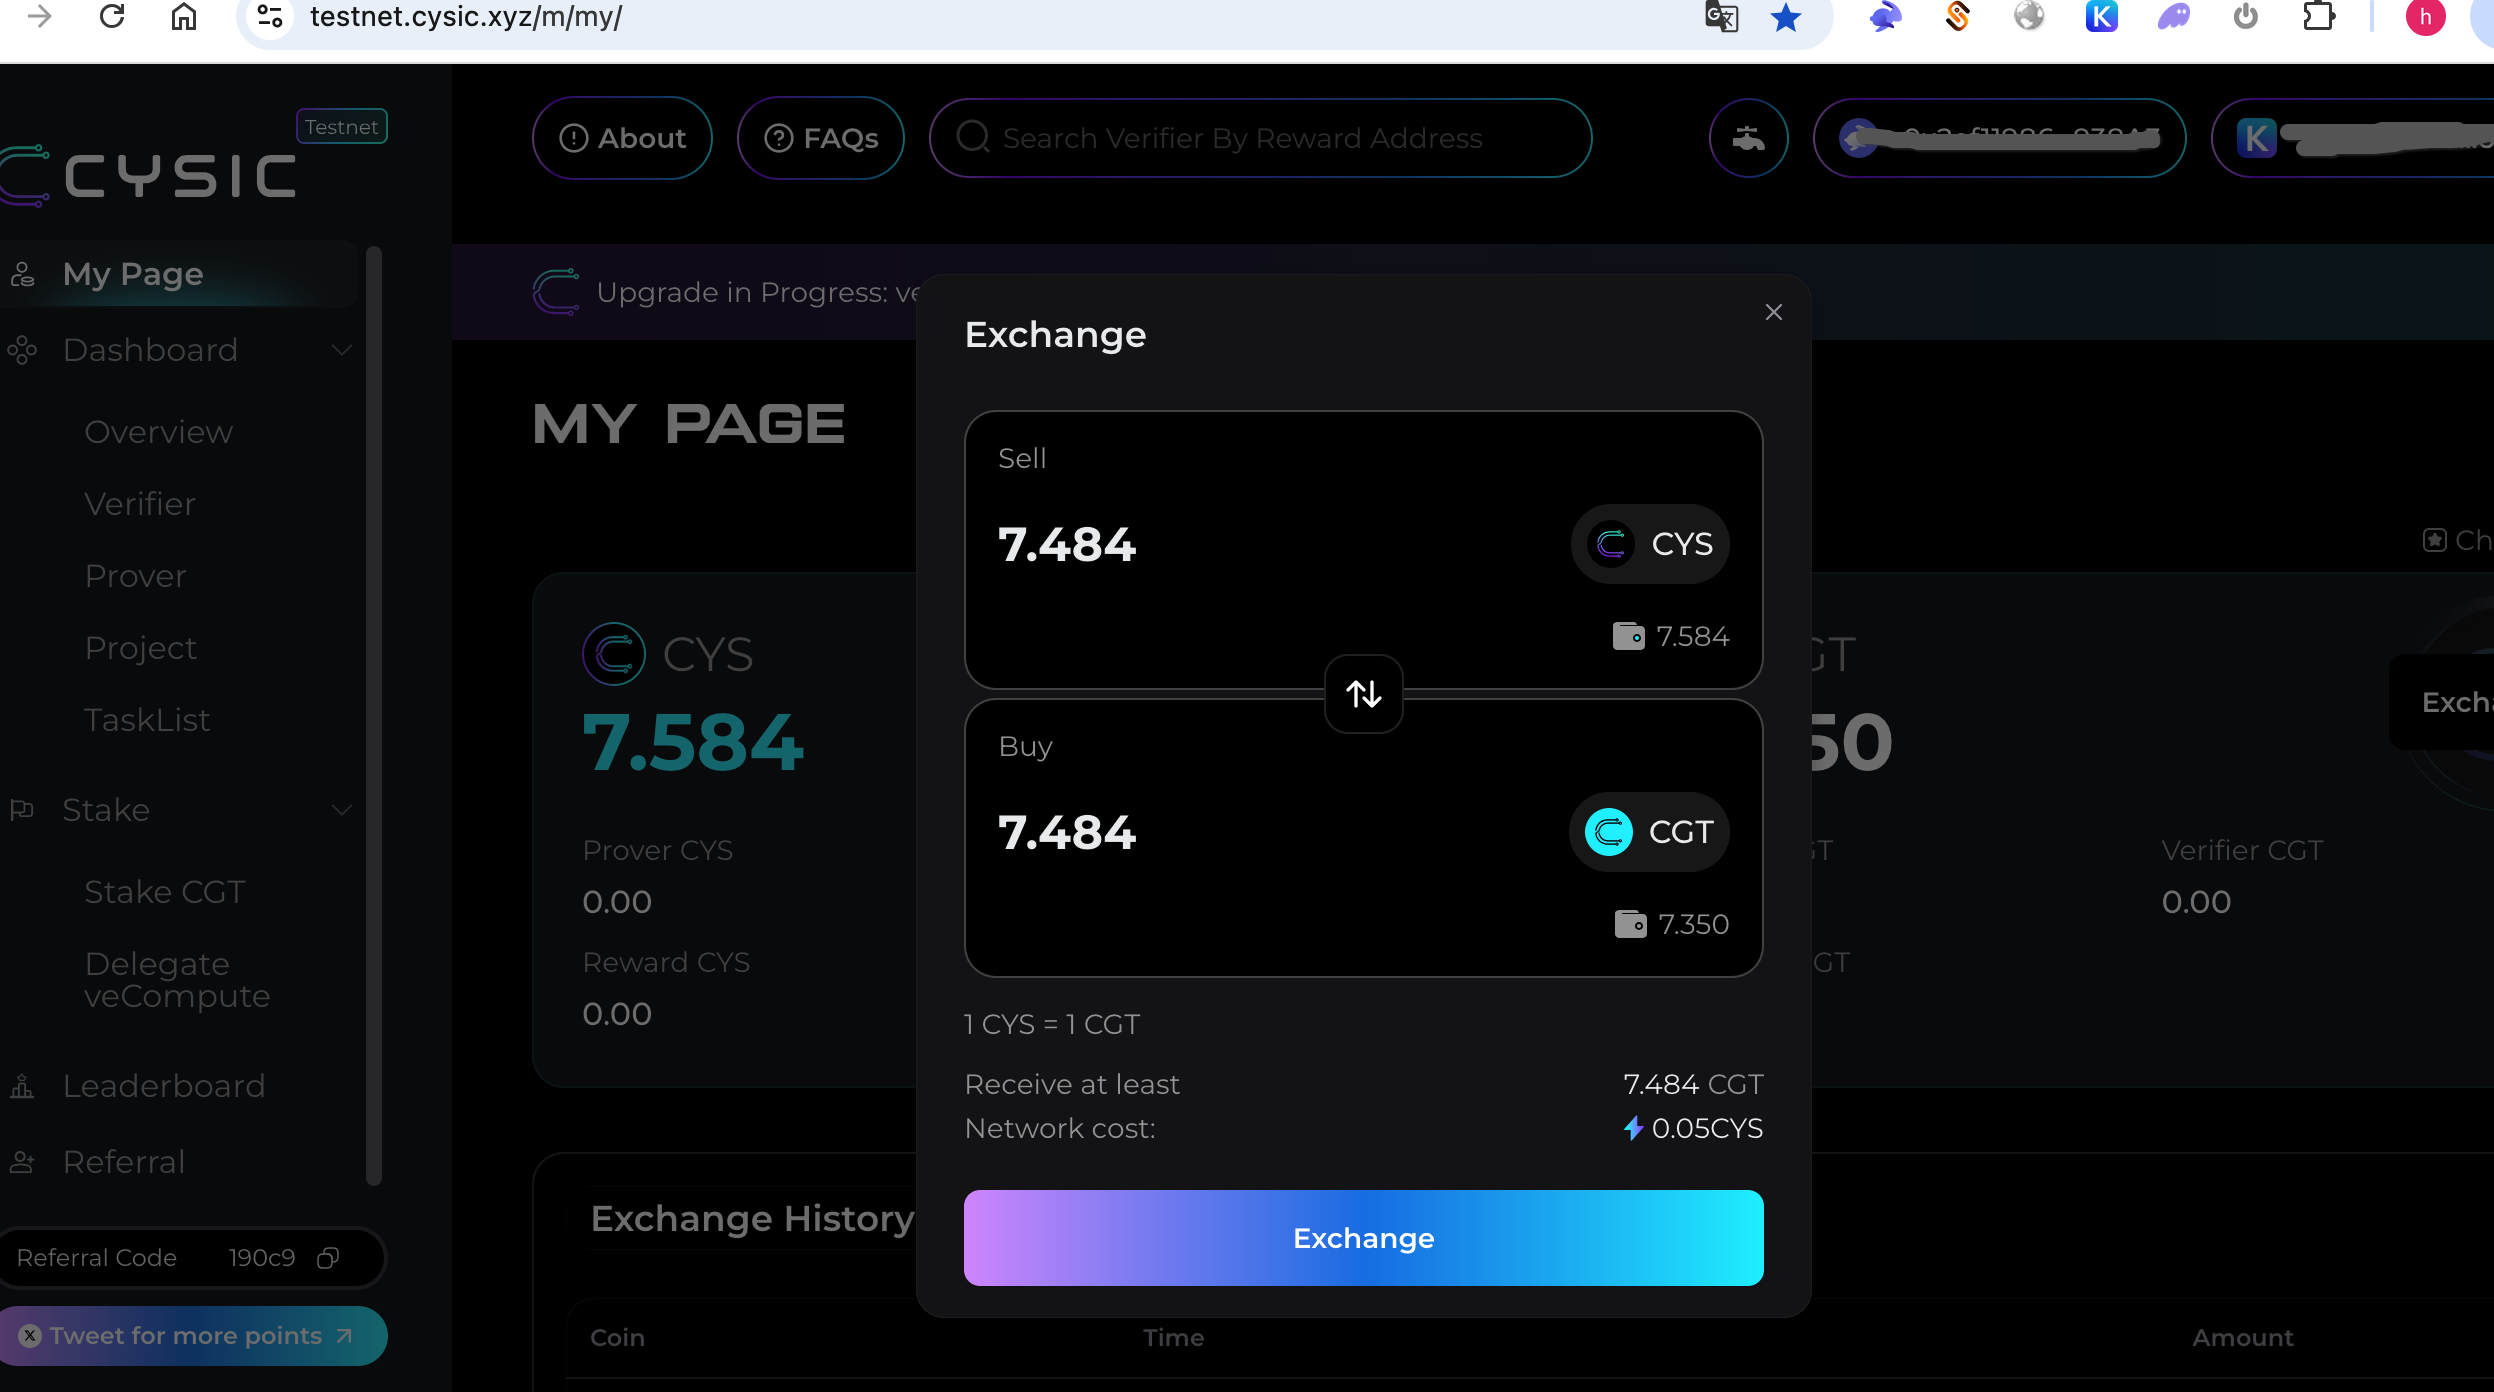 testnet.cysic.xyz/m/my/
h
Testnet
CYSIC
About
FAQs
Search Verifier By Reward Address
K
My Page
Dashboard
Overview
Verifier
Prover
Project
TaskList
Stake
Stake CGT
Delegate
veCompute
Leaderboard
Referral
Referral Code 190c9
Tweet for more points
Upgrade in Progress: ve
MY PAGE
CYS
7.584
Prover CYS
0.00
Reward CYS
0.00
Exchange
Sell
7.484 CYS
7.584
Buy
7.484 CGT
7.350
1 CYS = 1 CGT
Receive at least 7.484 CGT
Network cost: 0.05CYS
Exchange
Ch
GT
50
Exch
GT
Verifier CGT
0.00
GT
Exchange History
Coin Time Amount